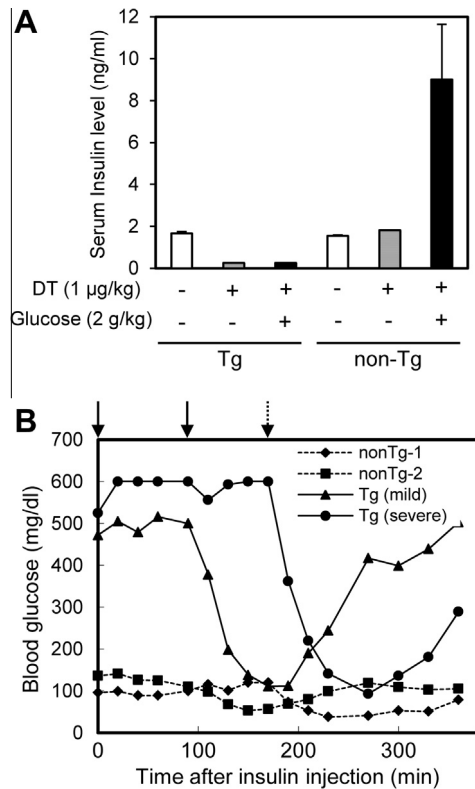 A
Serum Insulin level (ng/ml)
12
10
8
6
4
2
0
DT (1 µg/kg) - + + - + +
Glucose (2 g/kg) - - + - - +
Tg non-Tg
B
Blood glucose (mg/dl)
700
600
500
400
300
200
100
0
nonTg-1
nonTg-2
Tg (mild)
Tg (severe)
0 100 200 300
Time after insulin injection (min)